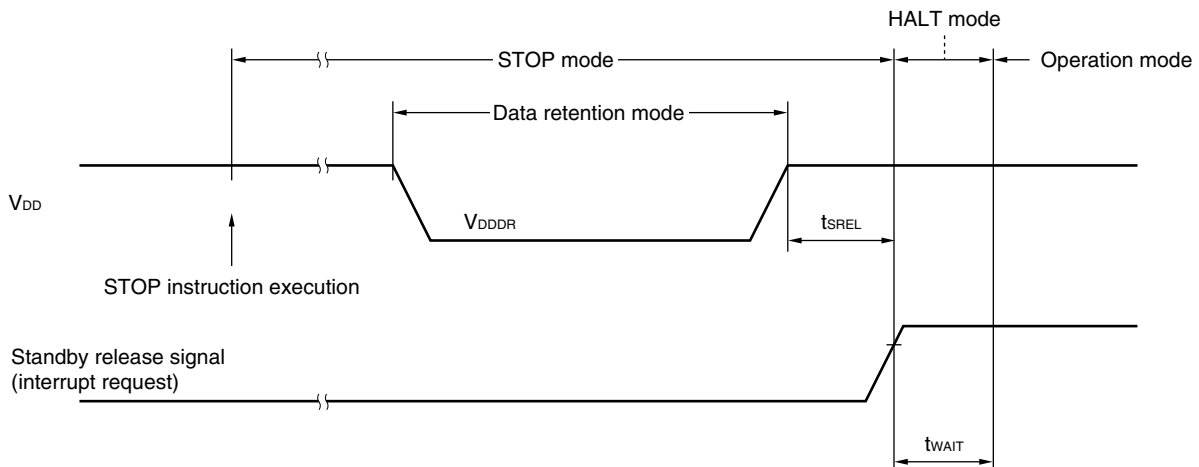 HALT mode
STOP mode
Operation mode
Data retention mode
VDD
VDDDR
tSREL
STOP instruction execution
Standby release signal
(interrupt request)
tWAIT